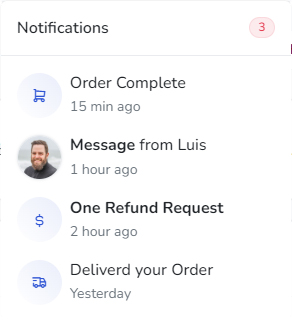 Notifications
3
Order Complete
15 min ago
Message from Luis
1 hour ago
$
One Refund Request
2 hour ago
Deliverd your Order
Yesterday